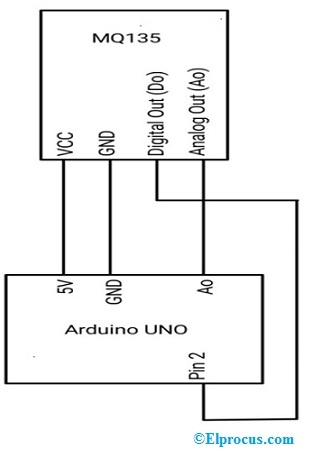 MQ135
VCC
GND
Digital Out (Do)
Analog Out (Ao)
5V
GND
Ao
Arduino UNO
Pin 2
©Elprocus.com